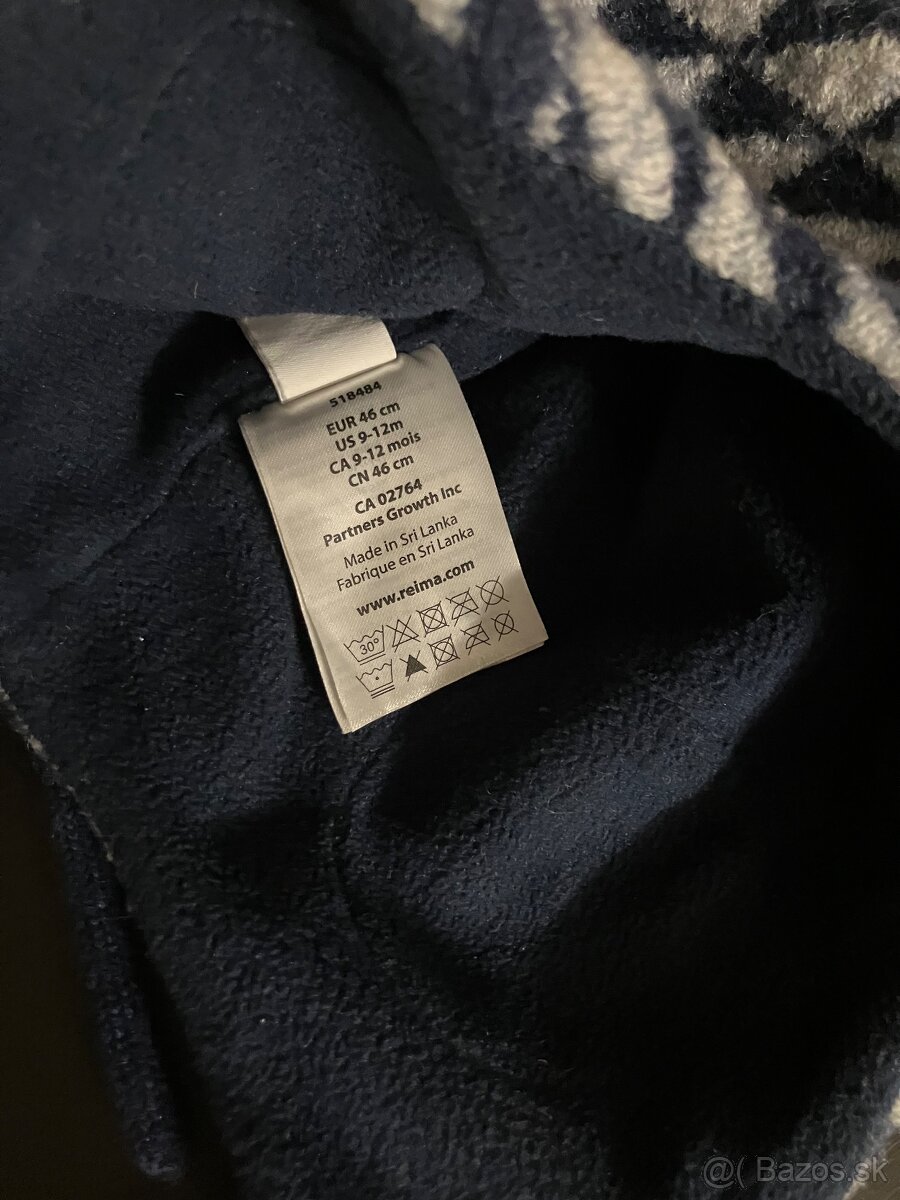 518484
EUR 46 cm
US 9-12m
CA 9-12 mois
CN 46 cm
CA 02764
Partners Growth Inc
Made in Sri Lanka
Fabrique en Sri Lanka
www.reima.com
30°
@( Bazos.sk